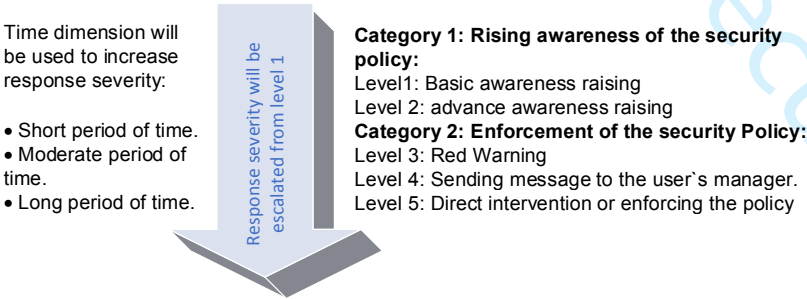 Time dimension will
be used to increase
response severity:
• Short period of time.
• Moderate period of
time.
• Long period of time.
Response severity will be
escalated from level 1
Category 1: Rising awareness of the security
policy:
Level1: Basic awareness raising
Level 2: advance awareness raising
Category 2: Enforcement of the security Policy:
Level 3: Red Warning
Level 4: Sending message to the user`s manager.
Level 5: Direct intervention or enforcing the policy